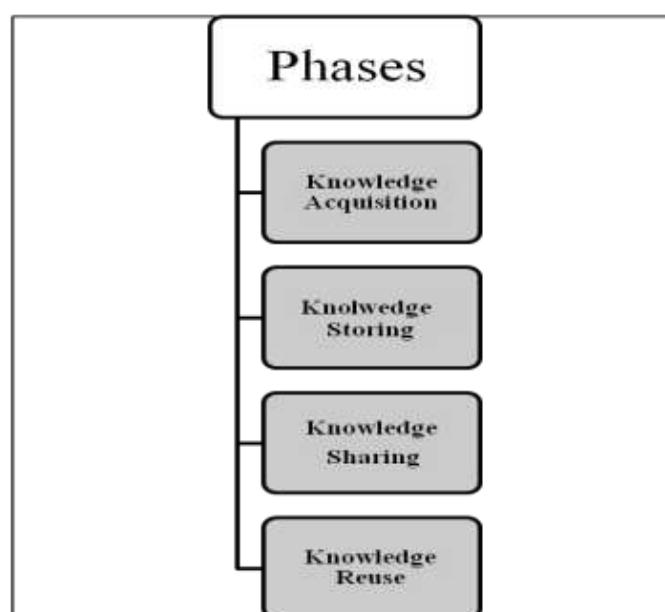 Phases
Knowledge
Acquisition
Knolwedge
Storing
Knowledge
Sharing
Knowledge
Reuse